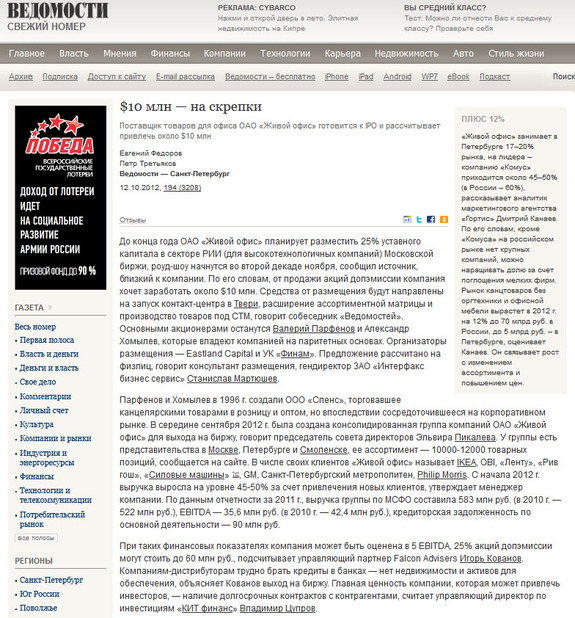 ВЕДОМОСТИ
СВЕЖИЙ НОМЕР
РЕКЛАМА: CYBARCO
Нажми и открой дверь в лето. Элитная
недвижимость на Кипре
ВЫ СРЕДНИЙ КЛАСС?
Тест: Можно ли отнести Вас к среднему
классу? Проверьте себя
Главное Власть Мнения Финансы Компании Технологии Карьера Недвижимость Авто Стиль жизни
Архив Подписка Доступ к сайту E-mail рассылка Ведомости – бесплатно iPhone iPad Android WP7 eBook Подкаст Поиск
ПОБЕДА
ВСЕРОССИЙСКИЕ
ГОСУДАРСТВЕННЫЕ
ЛОТЕРЕИ
ДОХОД ОТ ЛОТЕРЕИ
ИДЕТ
НА СОЦИАЛЬНОЕ
РАЗВИТИЕ
АРМИИ РОССИИ
ПРИЗОВОЙ ФОНД ДО 90 %
ГАЗЕТА
Весь номер
Первая полоса
Власть и деньги
Деньги и власть
Свое дело
Комментарии
Личный счет
Культура
Компании и рынки
Индустрия и
энергоресурсы
Финансы
Технологии и
телекоммуникации
Потребительский
рынок
все полосы
РЕГИОНЫ
Санкт-Петербург
Юг России
Поволжье
$10 млн — на скрепки
Поставщик товаров для офиса ОАО «Живой офис» готовится к IPO и рассчитывает
привлечь около $10 млн
Евгений Федоров
Петр Третьяков
Ведомости — Санкт-Петербург
12.10.2012, 194 (3208)
Отзывы
До конца года ОАО «Живой офис» планирует разместить 25% уставного
капитала в секторе РИИ (для высокотехнологичных компаний) Московской
биржи, роуд-шоу начнутся во второй декаде ноября, сообщил источник,
близкий к компании. По его словам, от продажи акций допэмиссии компания
хочет заработать около $10 млн. Средства от размещения будут направлены
на запуск контакт-центра в Твери, расширение ассортиментной матрицы и
производство товаров под СТМ, говорит собеседник «Ведомостей».
Основными акционерами останутся Валерий Парфенов и Александр
Хомылев, которые владеют компанией на паритетных основах. Организаторы
размещения — Eastland Capital и УК «Финам». Предложение рассчитано на
физлиц, говорит консультант размещения, гендиректор ЗАО «Интерфакс
бизнес сервис» Станислав Мартюшев.
Парфенов и Хомылев в 1996 г. создали ООО «Спенс», торговавшее
канцелярскими товарами в розницу и оптом, но впоследствии сосредоточившееся на корпоративном
рынке. В середине сентября 2012 г. была создана консолидированная группа компаний ОАО «Живой
офис» для выхода на биржу, говорит председатель совета директоров Эльвира Пикалева. У группы есть
представительства в Москве, Петербурге и Смоленске, ее ассортимент — 10000-12000 товарных
позиций, сообщается на сайте. В числе своих клиентов «Живой офис» называет IKEA, OBI, «Ленту», «Рив
гош», «Силовые машины», GM, Санкт-Петербургский метрополитен, Philip Morris. С начала 2012 г.
выручка выросла на уровне 45-50% за счет привлечения новых клиентов, утверждает менеджер
компании. По данным отчетности за 2011 г., выручка группы по МСФО составила 583 млн руб. (в 2010 г. —
522 млн руб.), EBITDA — 35,6 млн руб. (в 2010 г. — 42,4 млн руб.), кредиторская задолженность по
основной деятельности — 90 млн руб.
При таких финансовых показателях компания может быть оценена в 5 EBITDA, 25% акций допэмиссии
могут стоить до 60 млн руб., подсчитывает управляющий партнер Falcon Advisers Игорь Кованов.
Компаниям-дистрибуторам трудно брать кредиты в банках — нет недвижимости и активов для
обеспечения, объясняет Кованов выход на биржу. Главная ценность компании, которая может привлечь
инвесторов, — наличие долгосрочных контрактов с контрагентами, считает управляющий директор по
инвестициям «КИТ финанс» Владимир Цупров.
ПЛЮС 12%
«Живой офис» занимает в
Петербурге 17–20%
рынка, на лидера –
компанию «Комус»
приходится около 45–50%
(в России – 60%),
рассказывает аналитик
маркетингового агентства
«Гортис» Дмитрий Канаев.
По его словам, кроме
«Комуса» на российском
рынке нет крупных
компаний, можно
наращивать долю за счет
поглощения мелких фирм.
Рынок канцтоваров без
оргтехники и офисной
мебели вырастет в 2012 г.
на 12% до 70 млрд руб. в
России, до 5 млрд руб. – в
Петербурге, оценивает
Канаев. Он связывает рост
с изменением
ассортимента и
повышением цен.